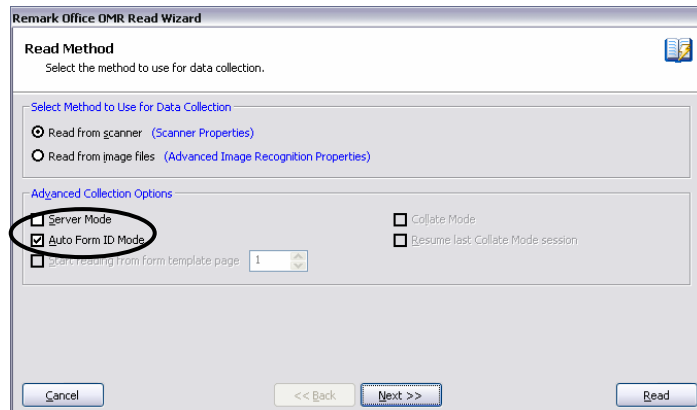 Remark Office OMR Read Wizard
Read Method
Select the method to use for data collection.
Select Method to Use for Data Collection
Read from scanner (Scanner Properties)
Read from image files (Advanced Image Recognition Properties)
Advanced Collection Options
Server Mode
Collate Mode
Auto Form ID Mode
Resume last Collate Mode session
Start reading from form template page 1
Cancel
<< Back
Next >>
Read